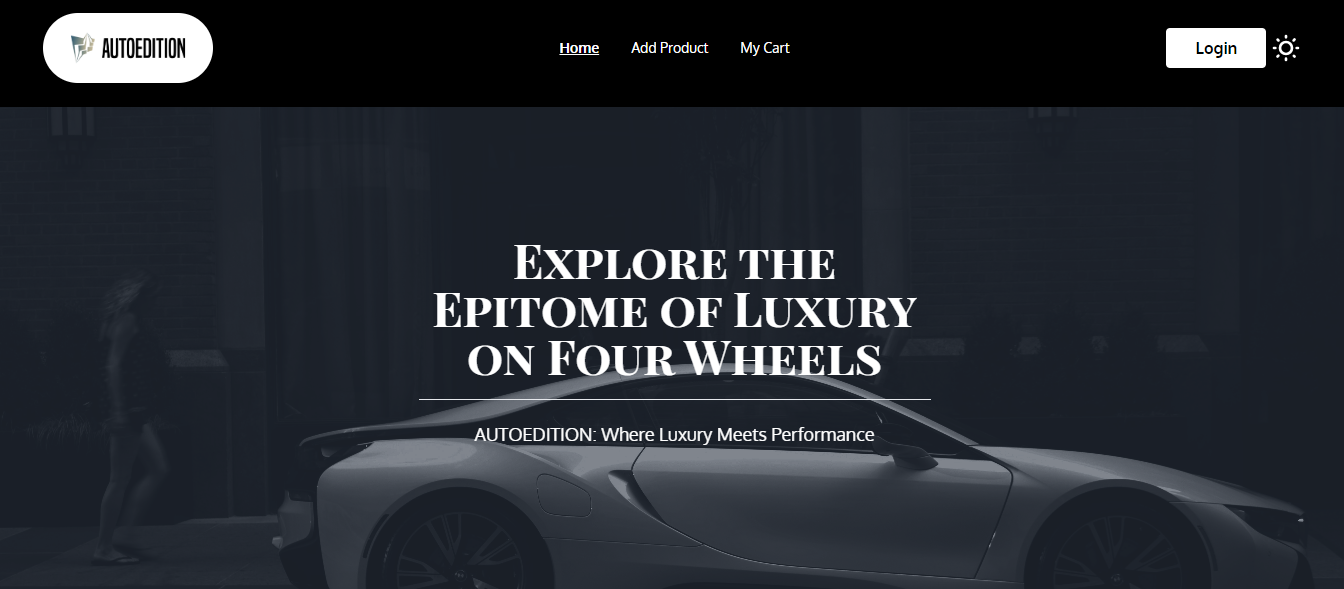 AUTOEDITION
Home
Add Product
My Cart
Login
Explore the
Epitome of Luxury
on Four Wheels
AUTOEDITION: Where Luxury Meets Performance